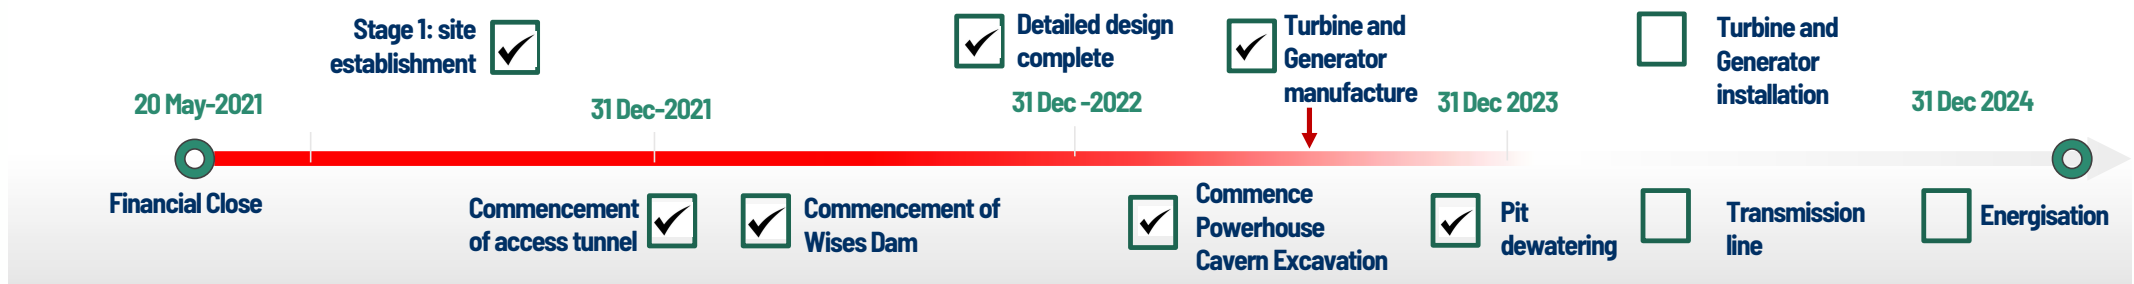 Stage 1: site
establishment
Detailed design
complete
Turbine and
Generator
manufacture
Turbine and
Generator
installation
20 May-2021
31 Dec-2021
31 Dec -2022
31 Dec 2023
31 Dec 2024
Financial Close
Commencement
of access tunnel
Commencement of
Wises Dam
Commence
Powerhouse
Cavern Excavation
Pit
dewatering
Transmission
line
Energisation